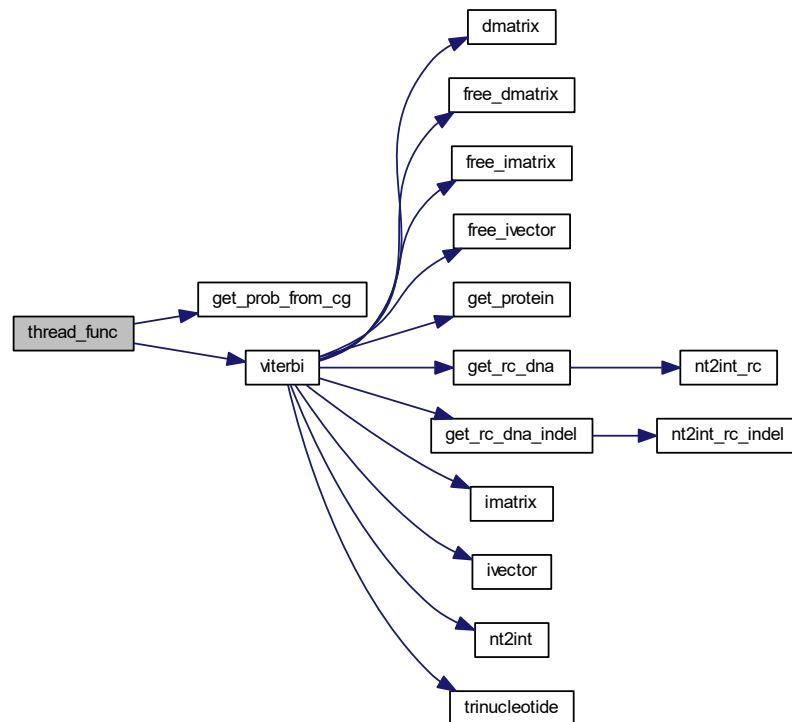 dmatrix
free_dmatrix
free_imatrix
free_ivector
get_prob_from_cg
get_protein
thread_func
viterbi
get_rc_dna
nt2int_rc
get_rc_dna_indel
nt2int_rc_indel
imatrix
ivector
nt2int
trinucleotide